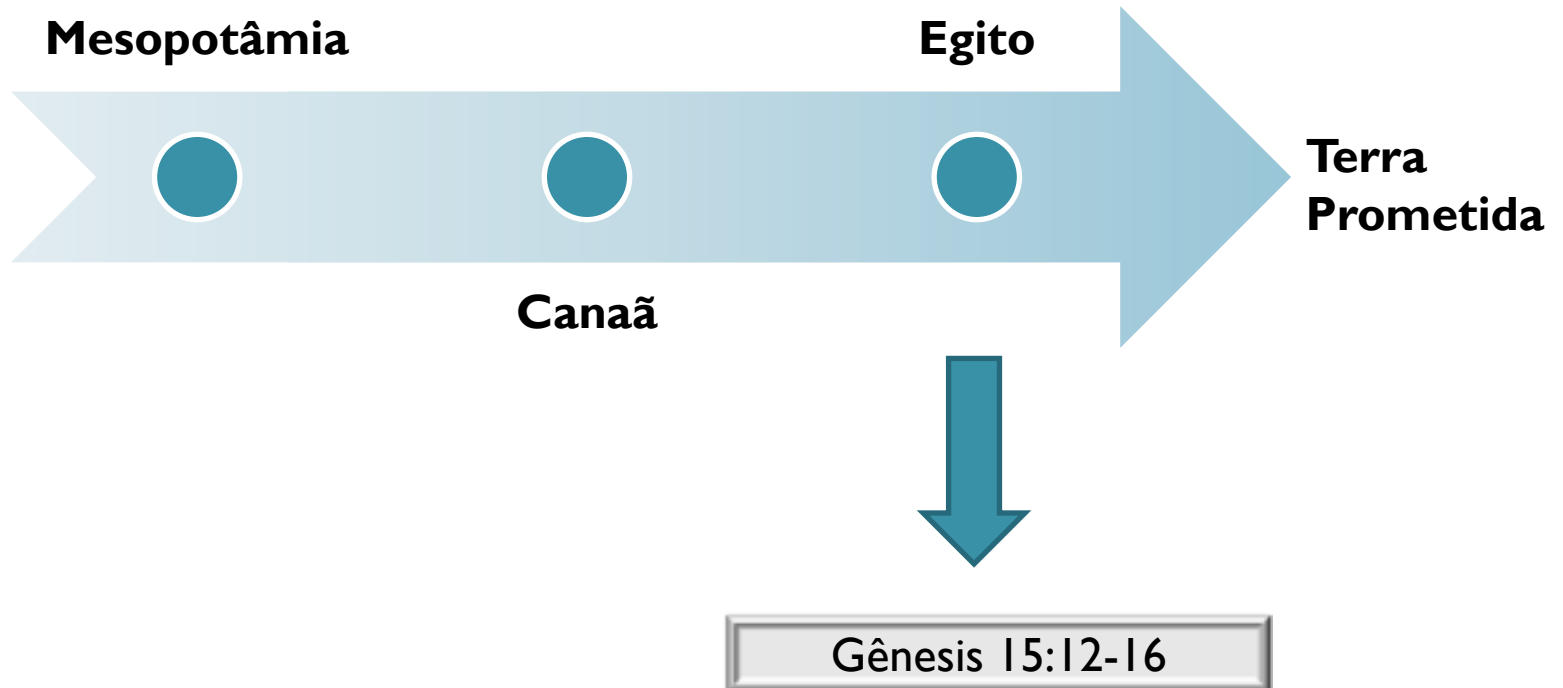 Mesopotâmia
Egito
Terra
Prometida
Canaã
Gênesis 15:12-16